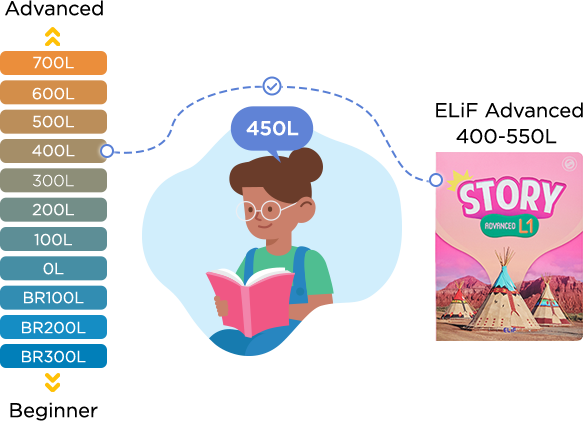 Advanced
700L
600L
500L
400L
300L
200L
100L
0L
BR100L
BR200L
BR300L
Beginner
450L
ELiF Advanced
400-550L
STORY
ADVANCED L1
ELiF